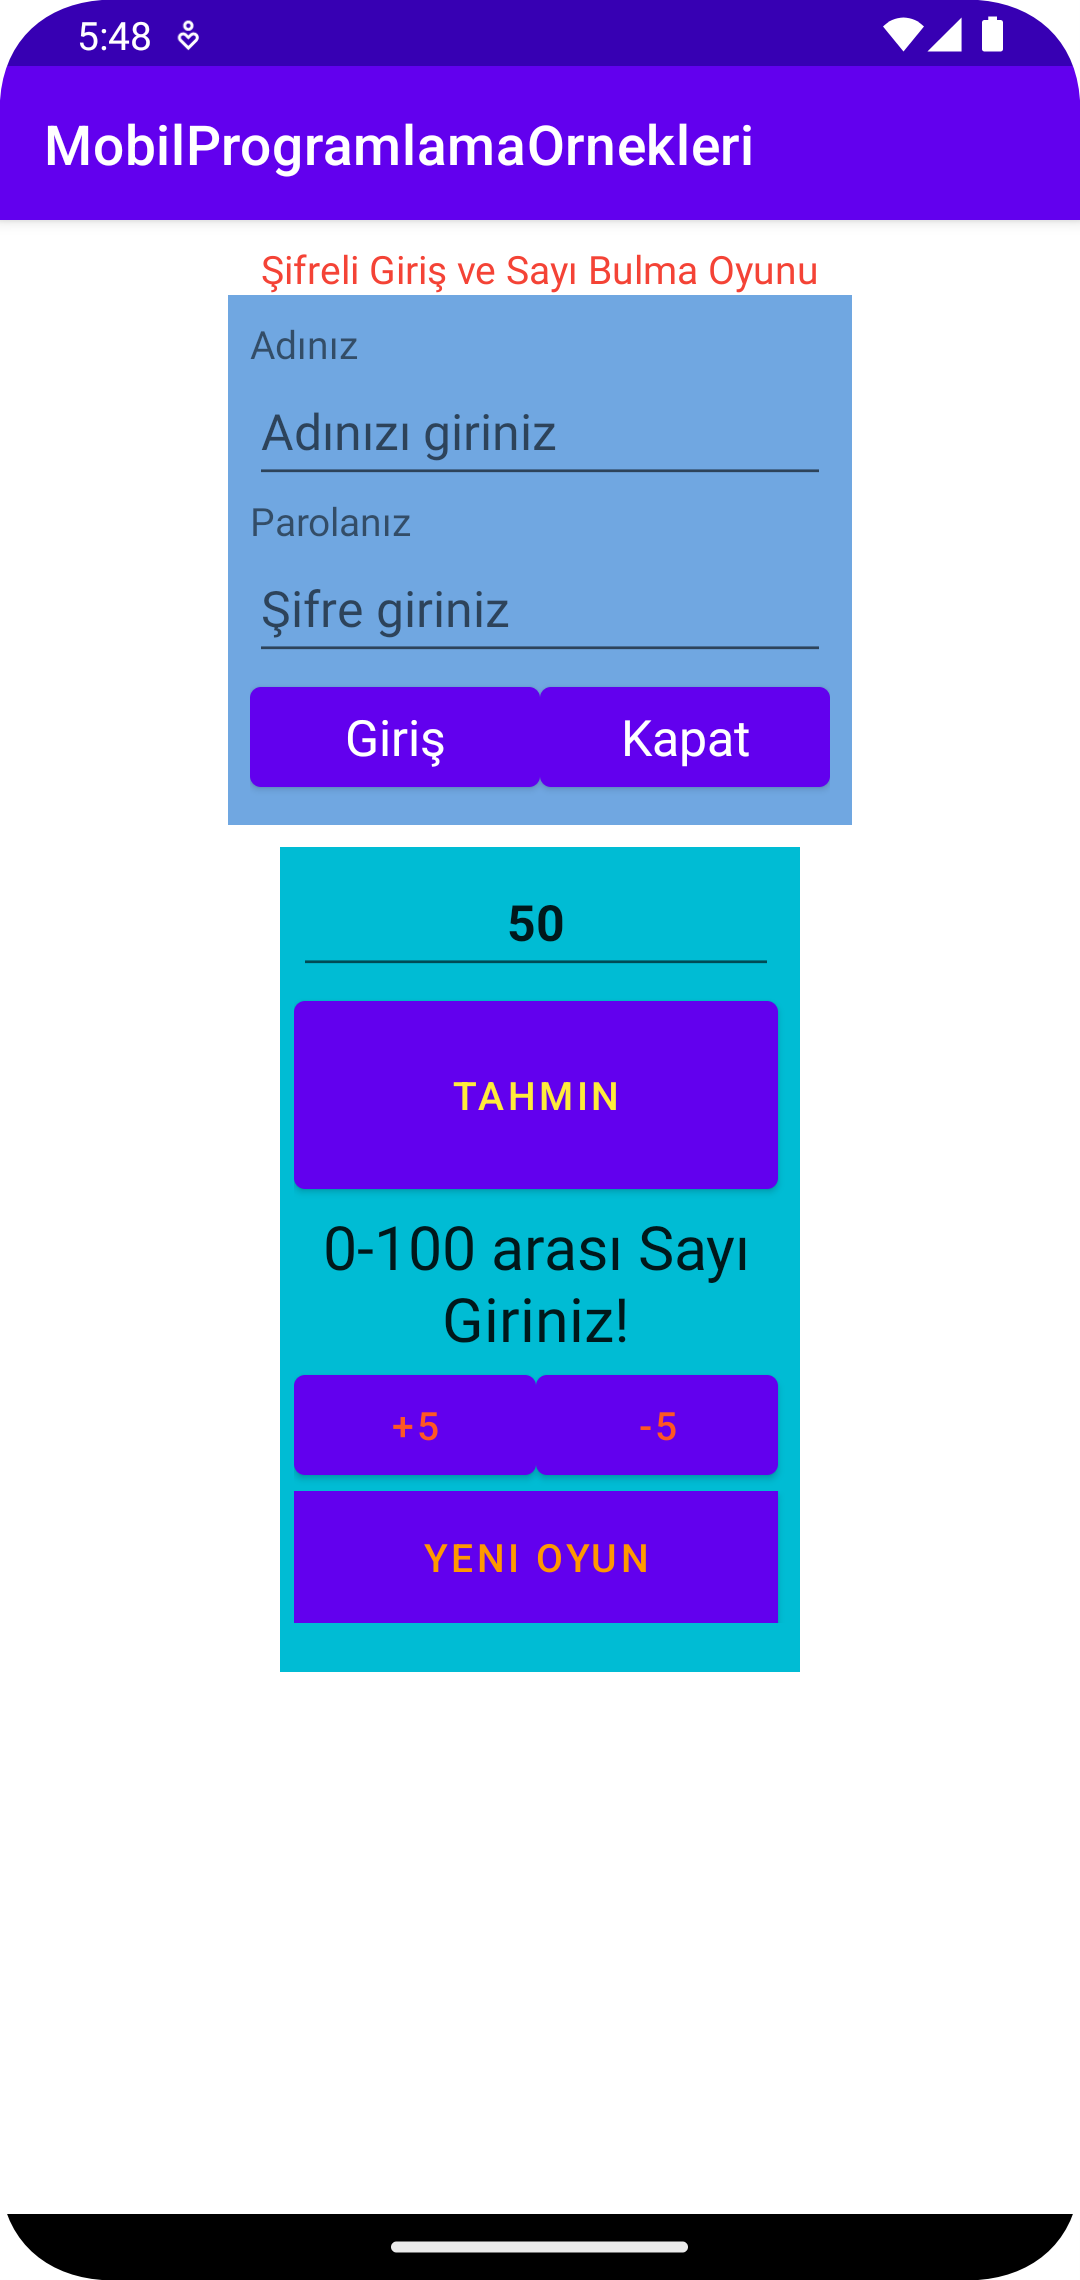 5:48
MobilProgramlamaOrnekleri
Şifreli Giriş ve Sayı Bulma Oyunu
Adınız
Adınızı giriniz
Parolanız
Şifre giriniz
Giriş Kapat
50
TAHMIN
0-100 arası Sayı
Giriniz!
+5 -5
YENI OYUN